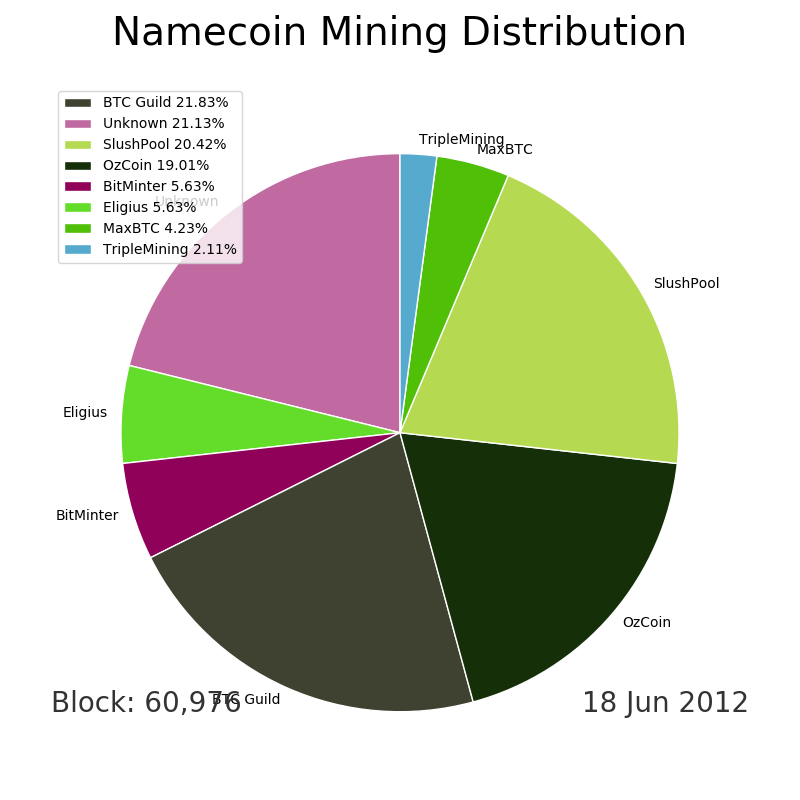 Namecoin Mining Distribution
BTC Guild 21.83%
Unknown 21.13%
SlushPool 20.42%
OzCoin 19.01%
BitMinter 5.63%
Eligius 5.63%
MaxBTC 4.23%
TripleMining 2.11%
TripleMining
MaxBTC
Unknown
SlushPool
Eligius
BitMinter
OzCoin
BTC Guild
Block: 60,976
18 Jun 2012